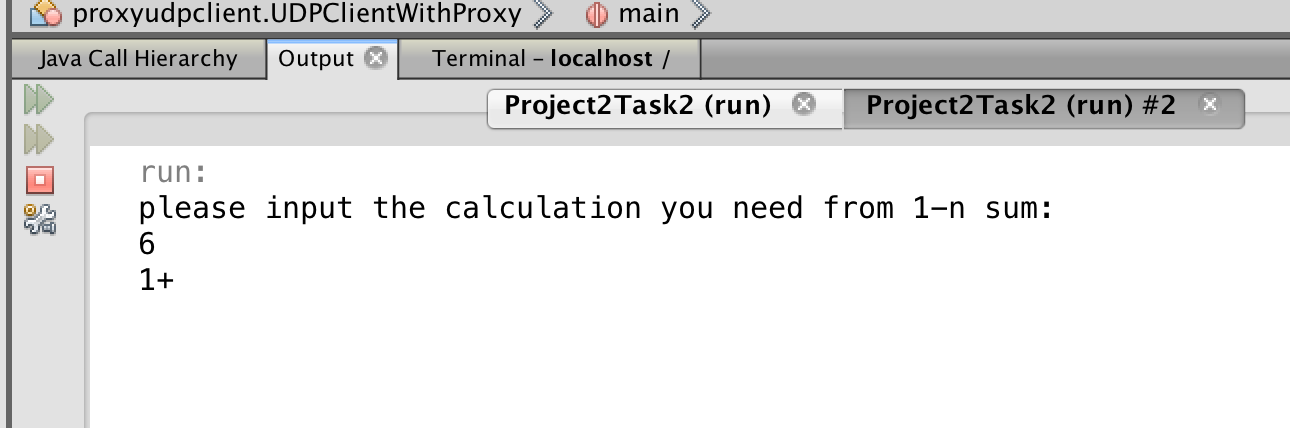 proxyudpclient.UDPClientWithProxy main
Java Call Hierarchy Output Terminal – localhost /
Project2Task2 (run) Project2Task2 (run) #2
run:
please input the calculation you need from 1-n sum:
6
1+